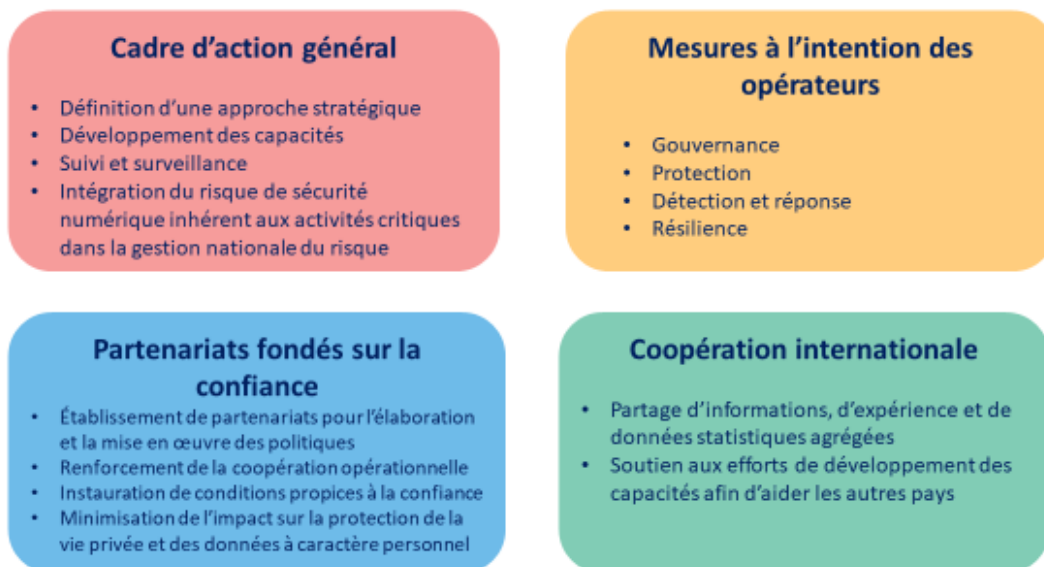 Cadre d’action général
• Définition d’une approche stratégique
• Développement des capacités
• Suivi et surveillance
• Intégration du risque de sécurité
numérique inhérent aux activités critiques
dans la gestion nationale du risque
Mesures à l’intention des
opérateurs
• Gouvernance
• Protection
• Détection et réponse
• Résilience
Partenariats fondés sur la
confiance
• Établissement de partenariats pour l’élaboration
et la mise en œuvre des politiques
• Renforcement de la coopération opérationnelle
• Instauration de conditions propices à la confiance
• Minimisation de l’impact sur la protection de la
vie privée et des données à caractère personnel
Coopération internationale
• Partage d’informations, d’expérience et de
données statistiques agrégées
• Soutien aux efforts de développement des
capacités afin d’aider les autres pays